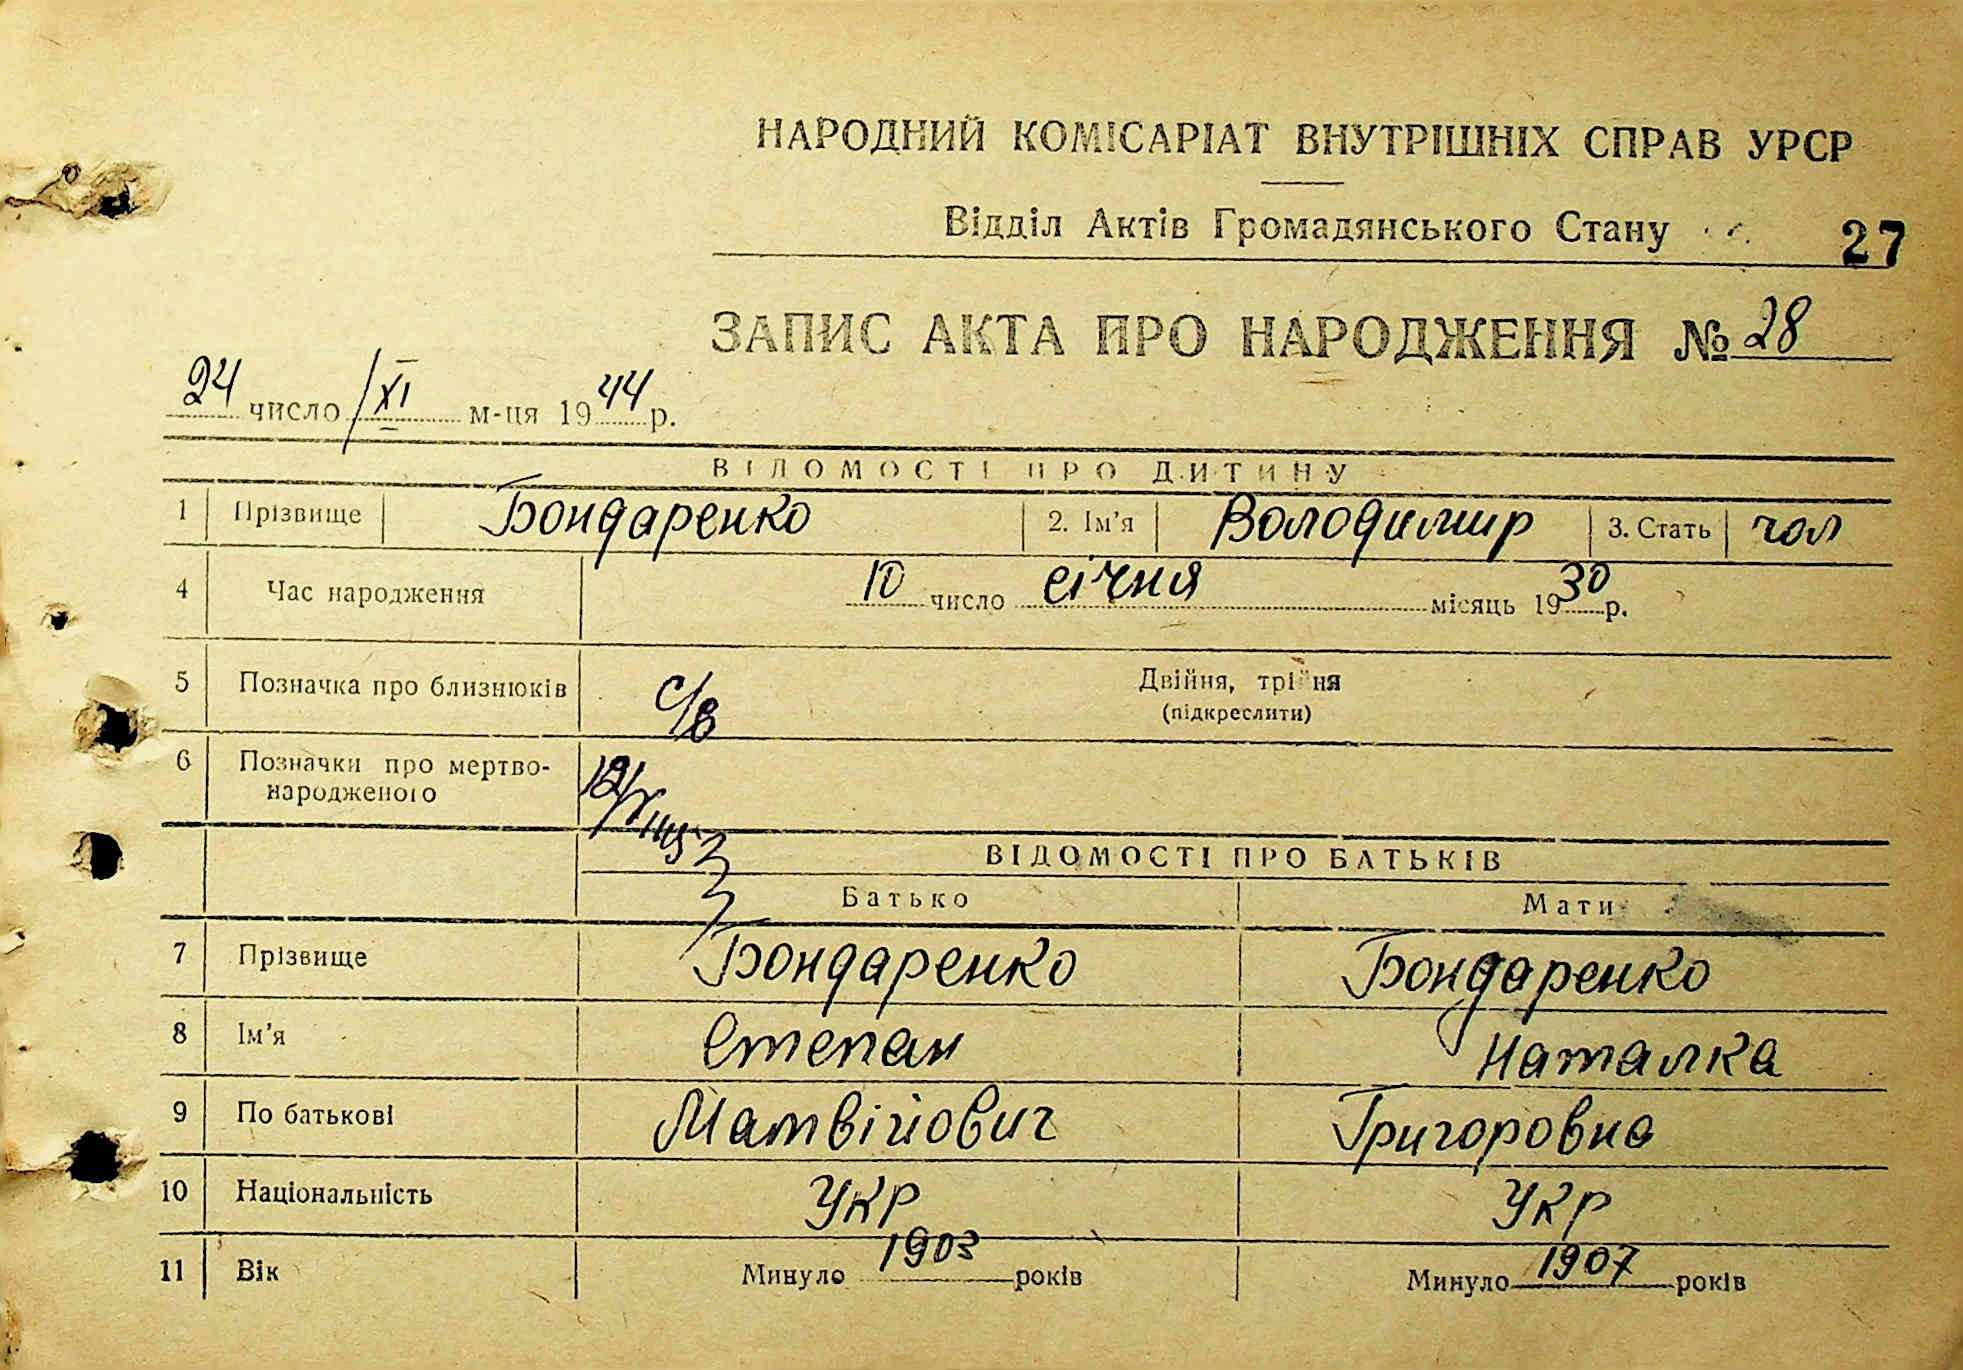 НАРОДНИЙ КОМІСАРІАТ ВНУТРІШНІХ СПРАВ УРСР
Відділ Актів Громадянського Стану 27
ЗАПИС АКТА ПРО НАРОДЖЕННЯ № 28
24 число XI м-ця 1944 р.
ВІДОМОСТІ ПРО ДИТИНУ
1 Прізвище Бондаренко 2. Ім'я Володимир 3. Стать чол
4 Час народження 10 число січня місяць 1930 р.
5 Позначка про близнюків с/в Двійня, трійня
(підкреслити)
6 Позначки про мертво-
народженого
ВІДОМОСТІ ПРО БАТЬКІВ
Батько Мати
7 Прізвище Бондаренко Бондаренко
8 Ім'я Степан Наталка
9 По батькові Матвійович Григоровна
10 Національність Укр Укр
11 Вік Минуло 1903 років Минуло 1907 років